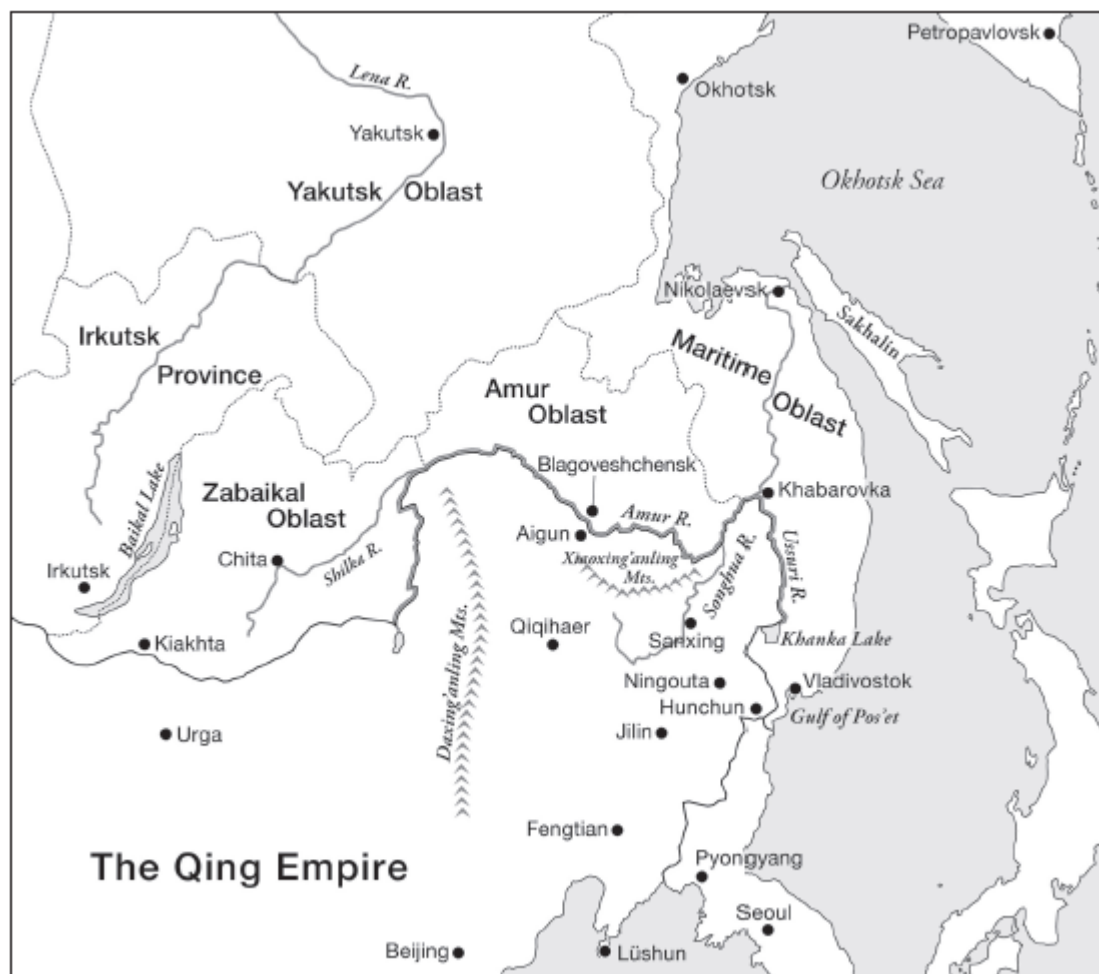 Petropavlovsk
Lena R.
Okhotsk
Yakutsk
Okhotsk Sea
Yakutsk Oblast
Nikolaevsk
Sakhalin
Irkutsk
Province
Maritime
Oblast
Amur
Oblast
Blagoveshchensk
Baikal Lake
Zabaikal
Oblast
Khabarovka
Amur R.
Aigun
Chita
Shilka R.
Xiaoxing'anling
Mts.
Songhua R.
Ussuri R.
Irkutsk
Qiqihaer
Sanxing
Khanka Lake
Kiakhta
Daxing'anling Mts.
Ningouta
Vladivostok
Hunchun
Gulf of Pos'et
Urga
Jilin
Fengtian
The Qing Empire
Pyongyang
Seoul
Beijing
Lüshun